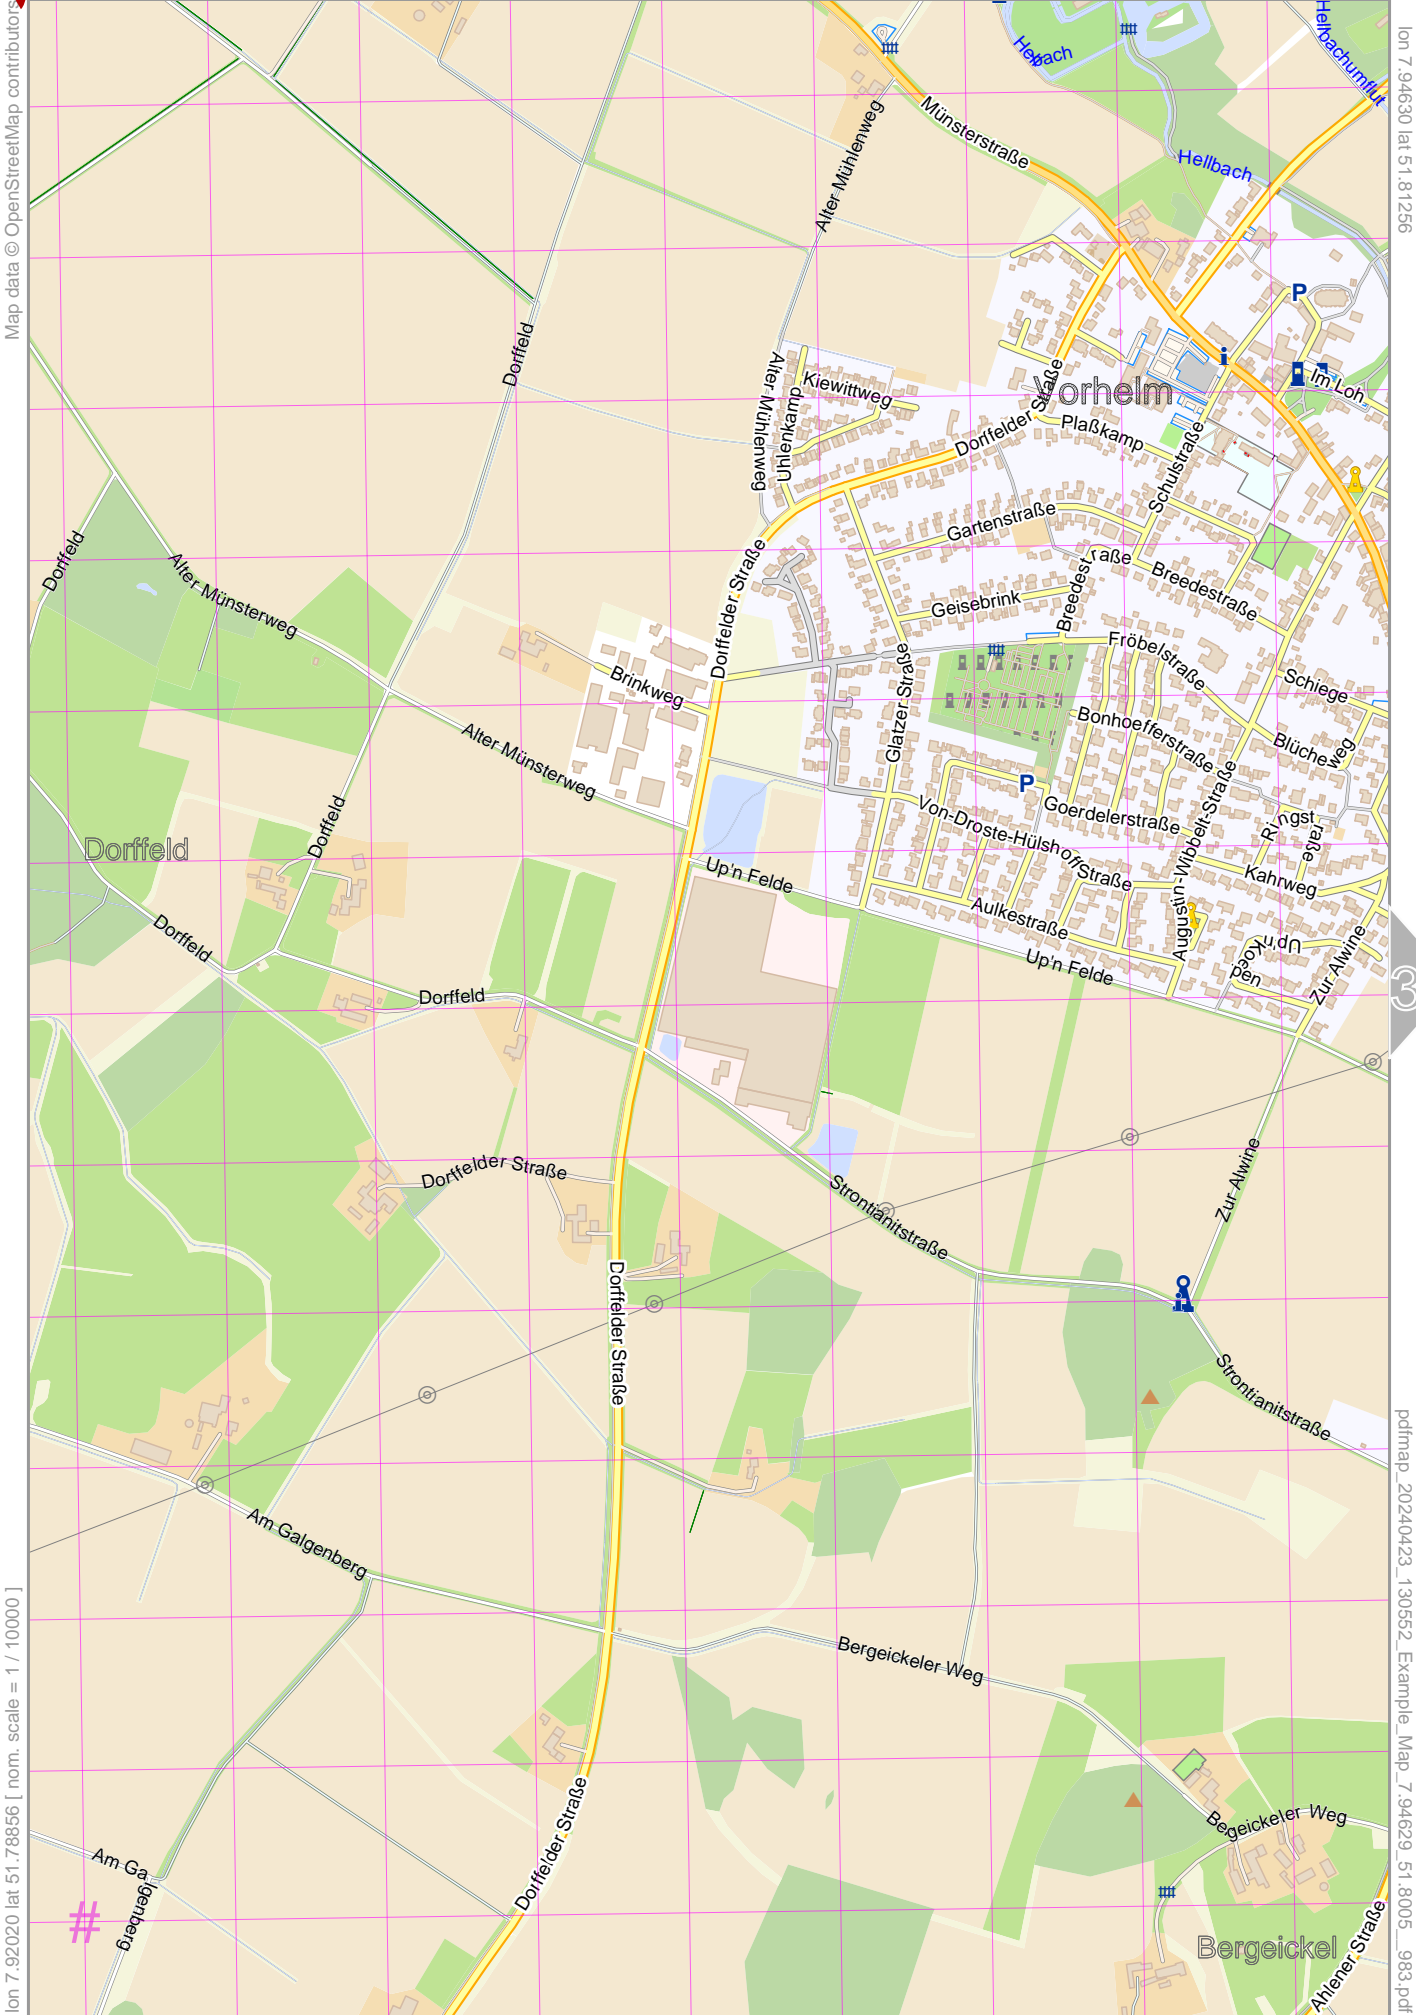 Map data © OpenStreetMap contributors
lon 7.94630 lat 51.81256
Hellbach
Hellbachumflut
Münsterstraße
Alter Mühlenweg
Hellbach
P
Dorffeld
Alter Mühlenweg
Kiewittweg
Uhlenkamp
Vorhelm
i
Im Loh
Dorffelder Straße
Plaßkamp
Schulstraße
Gartenstraße
Dorffeld
Alter Münsterweg
Dorffelder Straße
Breedestraße
Breedestraße
Geisebrink
Fröbelstraße
Brinkweg
Glatzer Straße
Schiege
Bonhoefferstraße
Alter Münsterweg
Blücheweg
P
Dorffeld
Dorffeld
Von-Droste-Hülshoff Straße
Goerdelerstraße
Augustin-Wibbelt-Straße
Ringstraße
Up'n Felde
Kahrweg
Aulkestraße
Dorffeld
Up'n Koerpen
Zur Alwine
Up'n Felde
Dorffeld
3
Zur Alwine
Dorffelder Straße
Strontianitstraße
Dorffelder Straße
Strontianitstraße
Am Galgenberg
Bergeickeler Weg
Dorffelder Straße
Begeickeler Weg
Am Galgenberg
#
Bergeickel
Ahlener Straße
lon 7.92020 lat 51.78856 [ nom. scale = 1 / 10000 ]
pdfmap_20240423_130552_Example_Map_7.94629_51.8005__983.pdf